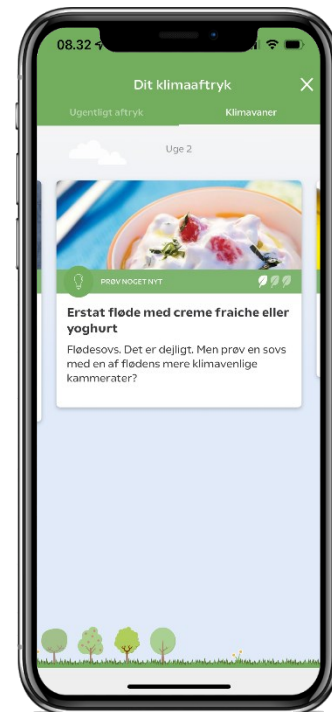 08.32
Dit klimaaftryk
Ugentligt aftryk
Klimavaner
Uge 2
PRØV NOGET NYT
Erstat fløde med creme fraiche eller
yoghurt
Flødesovs. Det er dejligt. Men prøv en sovs
med en af flødens mere klimavenlige
kammerater?